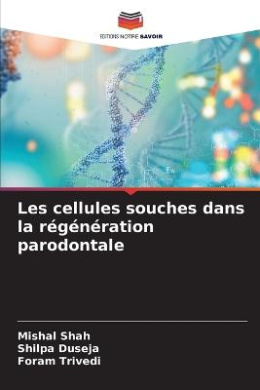 EDITIONS NOTRE SAVOIR
Les cellules souches dans
la régénération
parodontale
Mishal Shah
Shilpa Duseja
Foram Trivedi